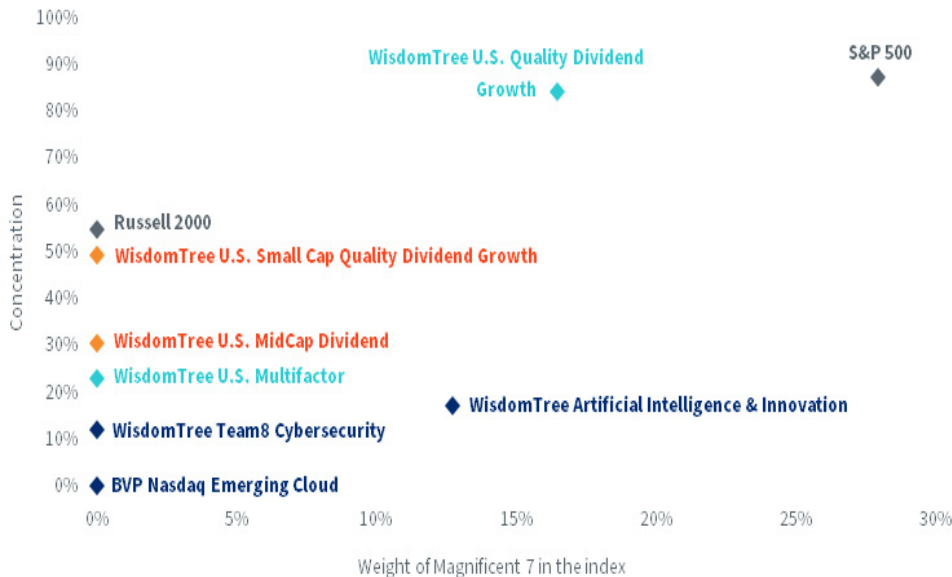 100%
90%
80%
70%
60%
50%
40%
30%
20%
10%
0%
Concentration
WisdomTree U.S. Quality Dividend
Growth
S&P 500
Russell 2000
WisdomTree U.S. Small Cap Quality Dividend Growth
WisdomTree U.S. MidCap Dividend
WisdomTree U.S. Multifactor
WisdomTree Artificial Intelligence & Innovation
WisdomTree Team8 Cybersecurity
BVP Nasdaq Emerging Cloud
0% 5% 10% 15% 20% 25% 30%
Weight of Magnificent 7 in the index